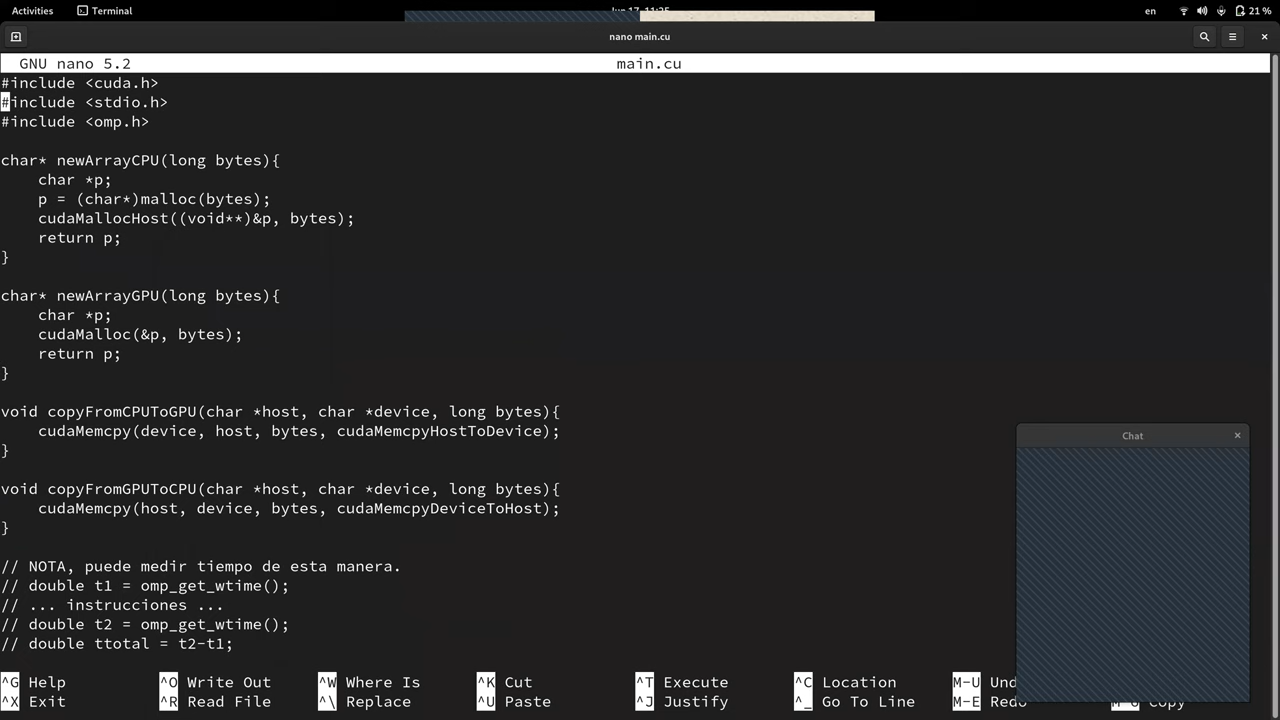 Activities Terminal en 21 %
nano main.cu
GNU nano 5.2 main.cu
#include <cuda.h>
#include <stdio.h>
#include <omp.h>
char* newArrayCPU(long bytes){
char *p;
p = (char*)malloc(bytes);
cudaMallocHost((void**)&p, bytes);
return p;
}
char* newArrayGPU(long bytes){
char *p;
cudaMalloc(&p, bytes);
return p;
}
void copyFromCPUToGPU(char *host, char *device, long bytes){
cudaMemcpy(device, host, bytes, cudaMemcpyHostToDevice);
}
void copyFromGPUToCPU(char *host, char *device, long bytes){
cudaMemcpy(host, device, bytes, cudaMemcpyDeviceToHost);
}
Chat
// NOTA, puede medir tiempo de esta manera.
// double t1 = omp_get_wtime();
// ... instrucciones ...
// double t2 = omp_get_wtime();
// double ttotal = t2-t1;
^G Help ^O Write Out ^W Where Is ^K Cut ^T Execute ^C Location M-U
^X Exit ^R Read File ^\ Replace ^U Paste ^J Justify ^_ Go To Line M-E Redo Copy